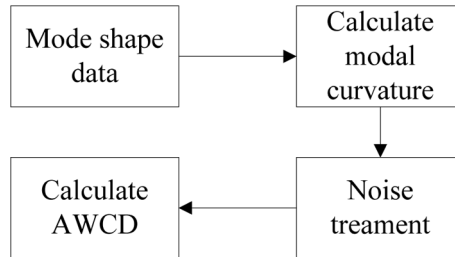 Mode shape
data
Calculate
modal
curvature
Noise
treament
Calculate
AWCD